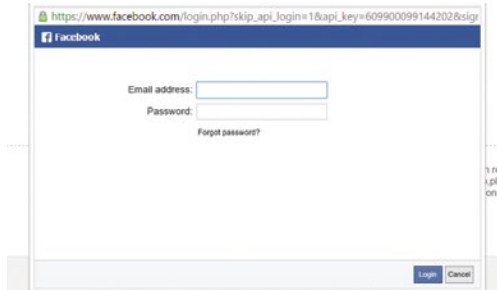 https://www.facebook.com/login.php?skip_api_login=1&api_key=609900099144202&sign
Facebook
Email address:
Password:
Forgot password?
Login Cancel